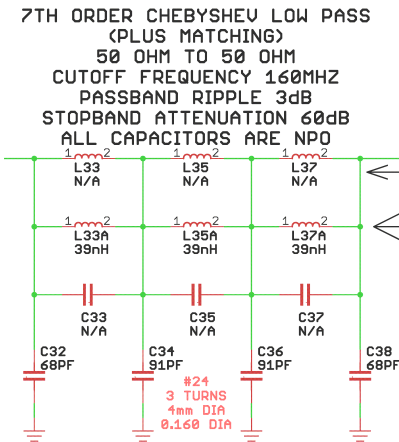 7TH ORDER CHEBYSHEV LOW PASS
(PLUS MATCHING)
50 OHM TO 50 OHM
CUTOFF FREQUENCY 160MHZ
PASSBAND RIPPLE 3dB
STOPBAND ATTENUATION 60dB
ALL CAPACITORS ARE NPO
1 2 1 2 1 2
L33 L35 L37
N/A N/A N/A
1 2 1 2 1 2
L33A L35A L37A
39nH 39nH 39nH
C33 C35 C37
N/A N/A N/A
C32 C34 C36 C38
68PF 91PF 91PF 68PF
#24
3 TURNS
4mm DIA
0.160 DIA